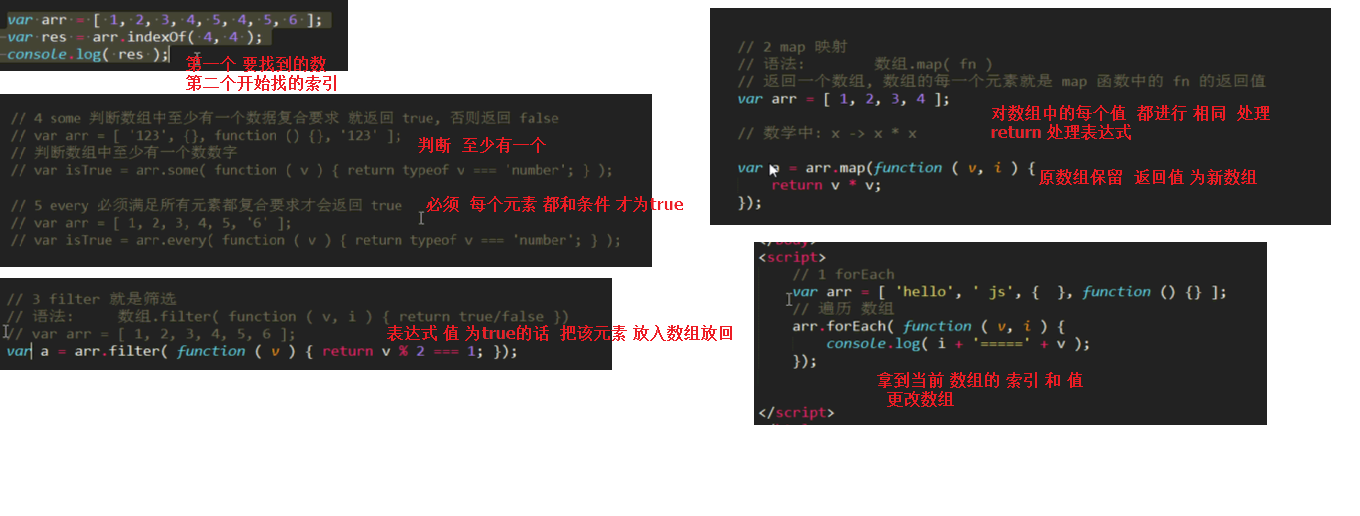 var arr = [ 1, 2, 3, 4, 5, 4, 5, 6 ];
var res = arr.indexOf( 4, 4 );
console.log( res );
第一个 要找到的数
第二个开始找的索引
// 4 some 判断数组中至少有一个数据复合要求 就返回 true, 否则返回 false
// var arr = [ '123', {}, function () {}, '123' ];
// 判断数组中至少有一个数数字
// var isTrue = arr.some( function ( v ) { return typeof v === 'number'; } );
判断 至少有一个
// 5 every 必须满足所有元素都复合要求才会返回 true
// var arr = [ 1, 2, 3, 4, 5, '6' ];
// var isTrue = arr.every( function ( v ) { return typeof v === 'number'; } );
必须 每个元素 都和条件 才为true
// 3 filter 就是筛选
// 语法: 数组.filter( function ( v, i ) { return true/false })
// var arr = [ 1, 2, 3, 4, 5, 6 ];
var a = arr.filter( function ( v ) { return v % 2 === 1; });
表达式 值 为true的话 把该元素 放入数组放回
// 2 map 映射
// 语法: 数组.map( fn )
// 返回一个数组, 数组的每一个元素就是 map 函数中的 fn 的返回值
var arr = [ 1, 2, 3, 4 ];
// 数学中: x -> x * x
var a = arr.map(function ( v, i ) {
return v * v;
});
对数组中的每个值 都进行 相同 处理
return 处理表达式
原数组保留 返回值 为新数组
</body>
<script>
// 1 forEach
var arr = [ 'hello', ' js', { }, function () {} ];
// 遍历 数组
arr.forEach( function ( v, i ) {
console.log( i + '=====' + v );
});
拿到当前 数组的 索引 和 值
更改数组
</script>